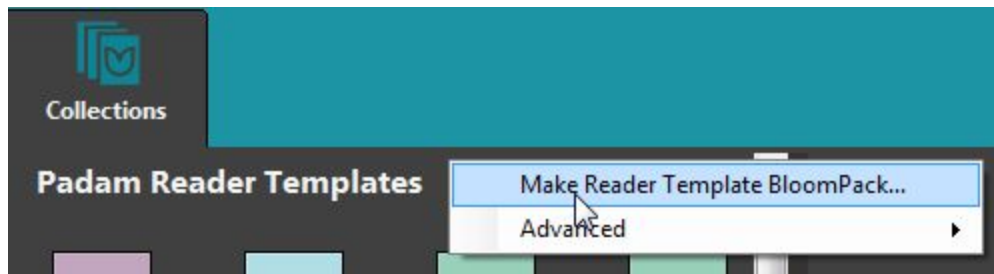 Collections
Padam Reader Templates
Make Reader Template BloomPack...
Advanced